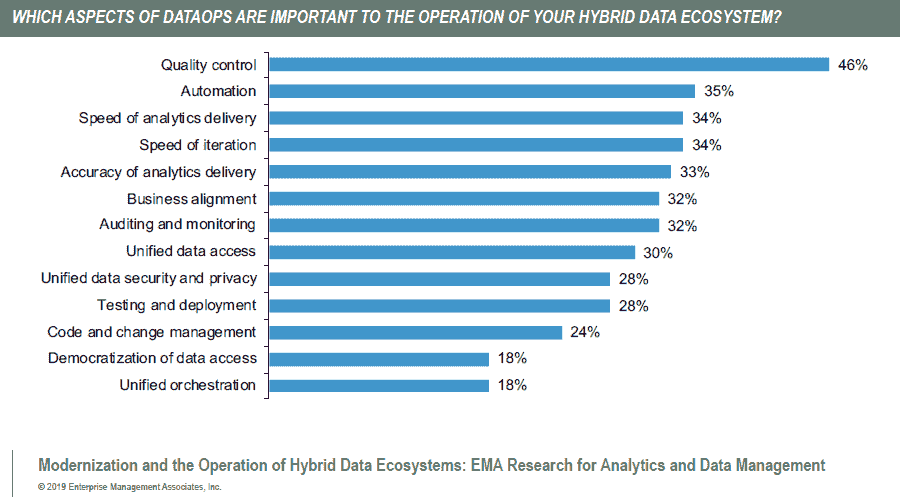 WHICH ASPECTS OF DATAOPS ARE IMPORTANT TO THE OPERATION OF YOUR HYBRID DATA ECOSYSTEM?
Quality control 46%
Automation 35%
Speed of analytics delivery 34%
Speed of iteration 34%
Accuracy of analytics delivery 33%
Business alignment 32%
Auditing and monitoring 32%
Unified data access 30%
Unified data security and privacy 28%
Testing and deployment 28%
Code and change management 24%
Democratization of data access 18%
Unified orchestration 18%
Modernization and the Operation of Hybrid Data Ecosystems: EMA Research for Analytics and Data Management
© 2019 Enterprise Management Associates, Inc.